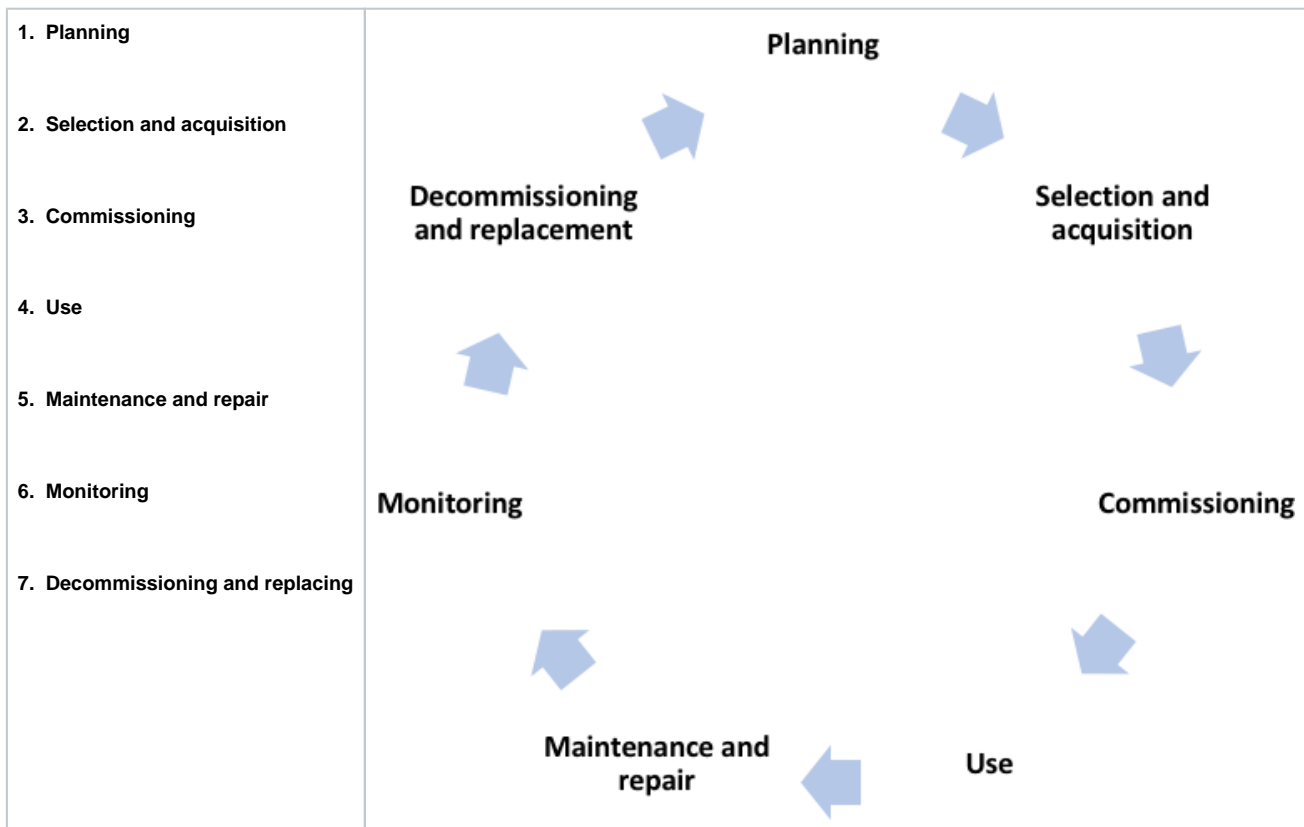 1. Planning
2. Selection and acquisition
3. Commissioning
4. Use
5. Maintenance and repair
6. Monitoring
7. Decommissioning and replacing
Planning
Selection and
acquisition
Commissioning
Use
Maintenance and
repair
Monitoring
Decommissioning
and replacement